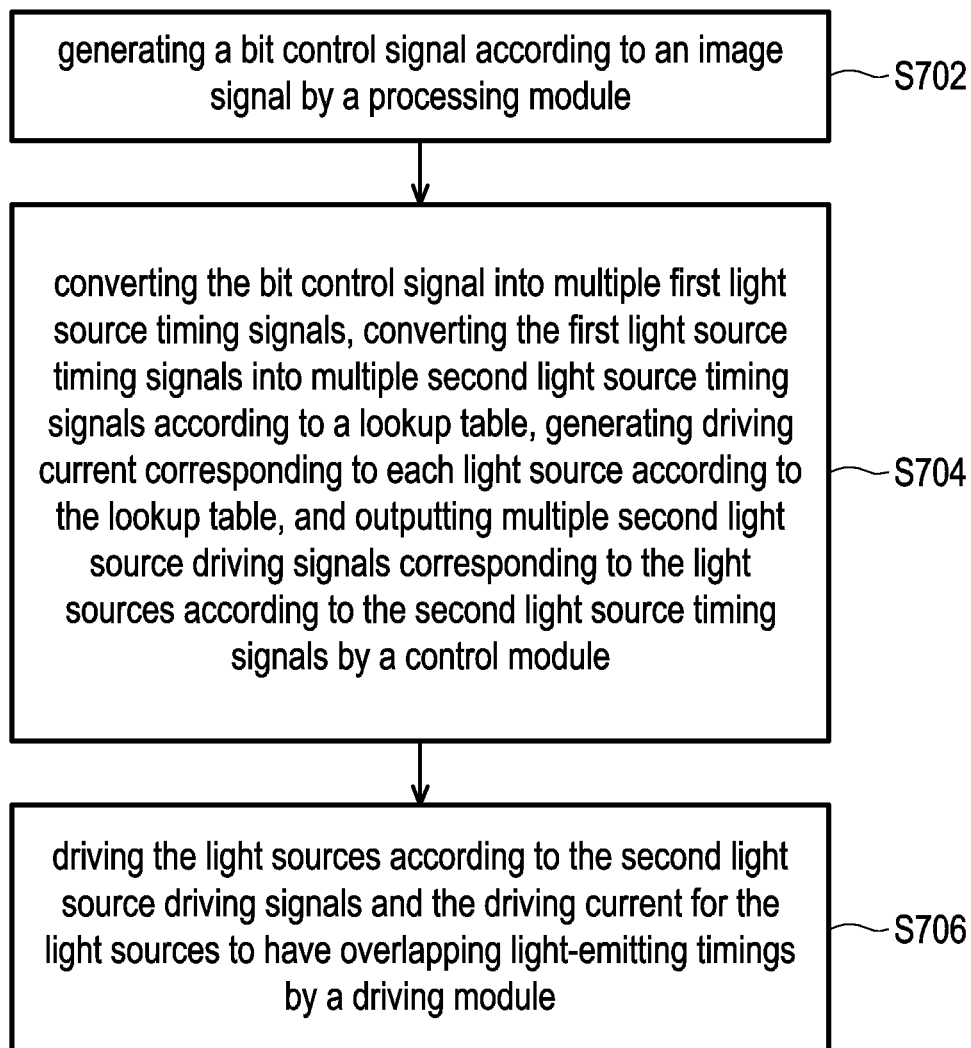 generating a bit control signal according to an image
signal by a processing module
S702
converting the bit control signal into multiple first light
source timing signals, converting the first light source
timing signals into multiple second light source timing
signals according to a lookup table, generating driving
current corresponding to each light source according to
the lookup table, and outputting multiple second light
source driving signals corresponding to the light
sources according to the second light source timing
signals by a control module
S704
driving the light sources according to the second light
source driving signals and the driving current for the
light sources to have overlapping light-emitting timings
by a driving module
S706